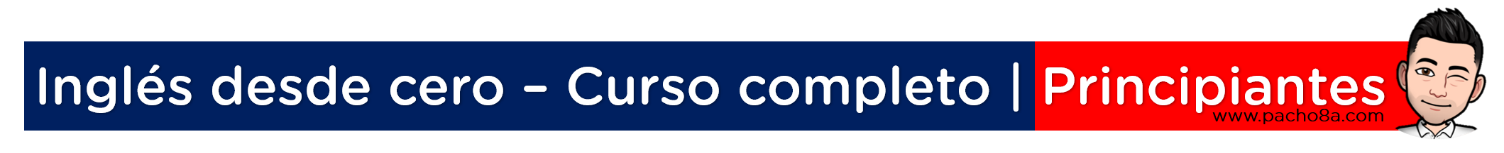 Inglés desde cero – Curso completo | Principiantes
www.pacho8a.com